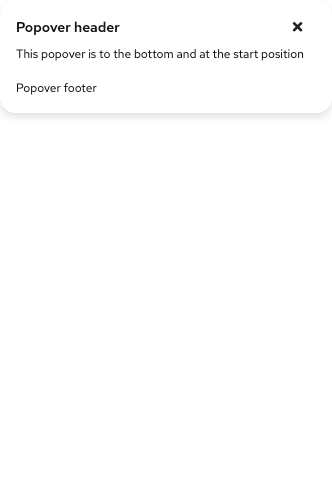 Popover header
This popover is to the bottom and at the start position
Popover footer